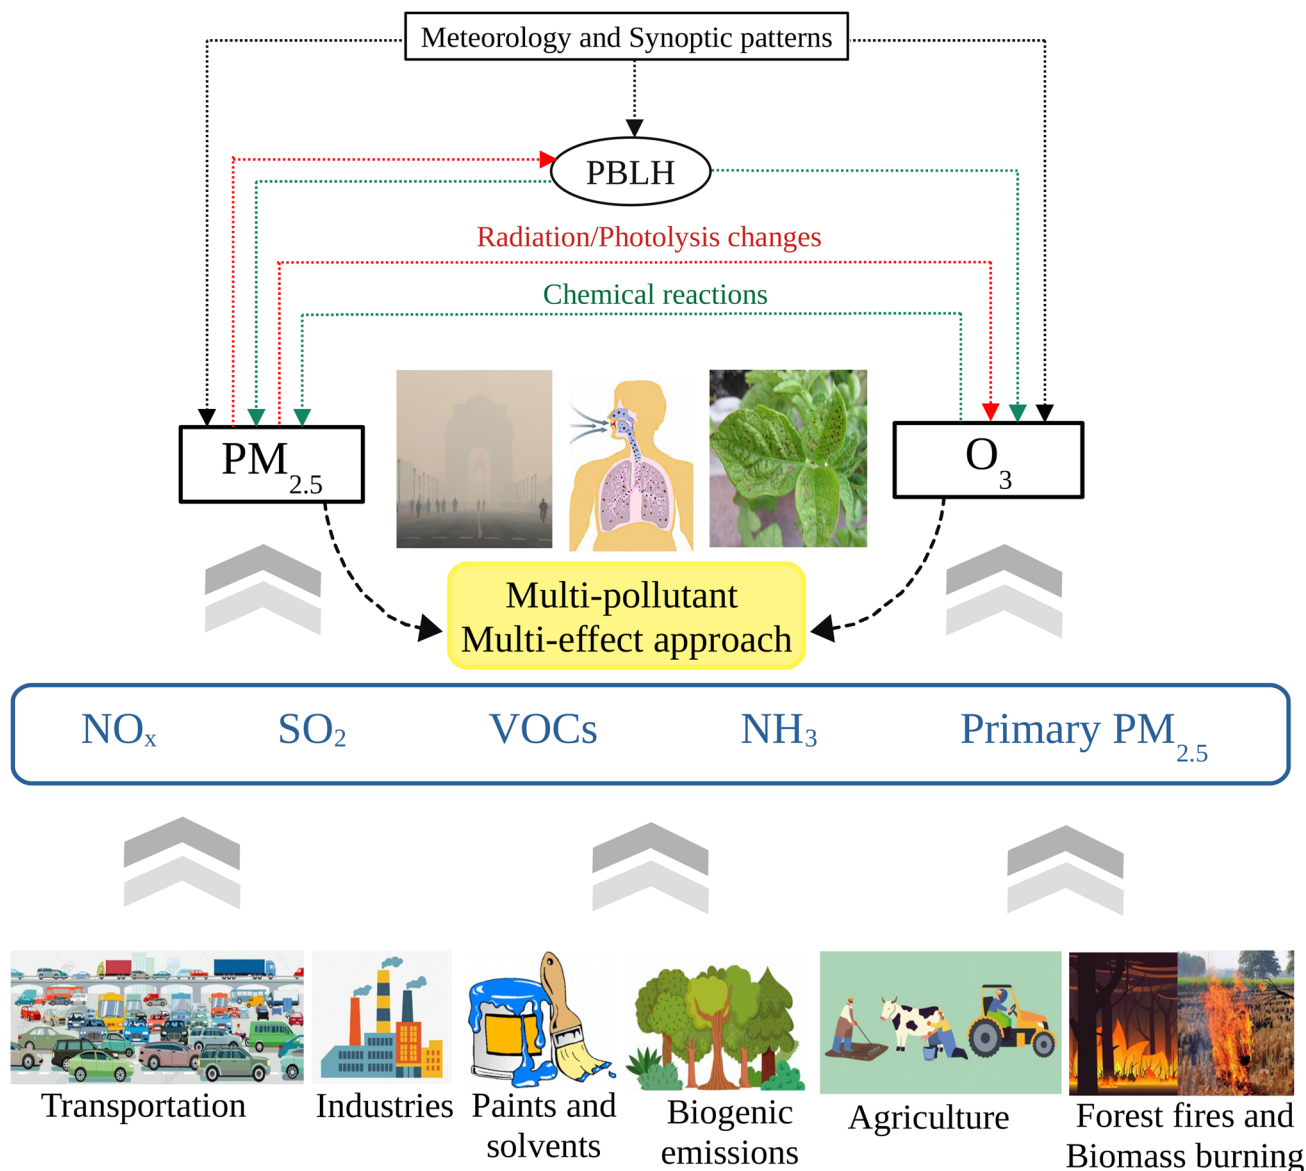 Meteorology and Synoptic patterns
PBLH
Radiation/Photolysis changes
Chemical reactions
PM2.5
O3
Multi-pollutant
Multi-effect approach
NOx SO2 VOCs NH3 Primary PM2.5
Transportation
Industries
Paints and
solvents
Biogenic
emissions
Agriculture
Forest fires and
Biomass burning